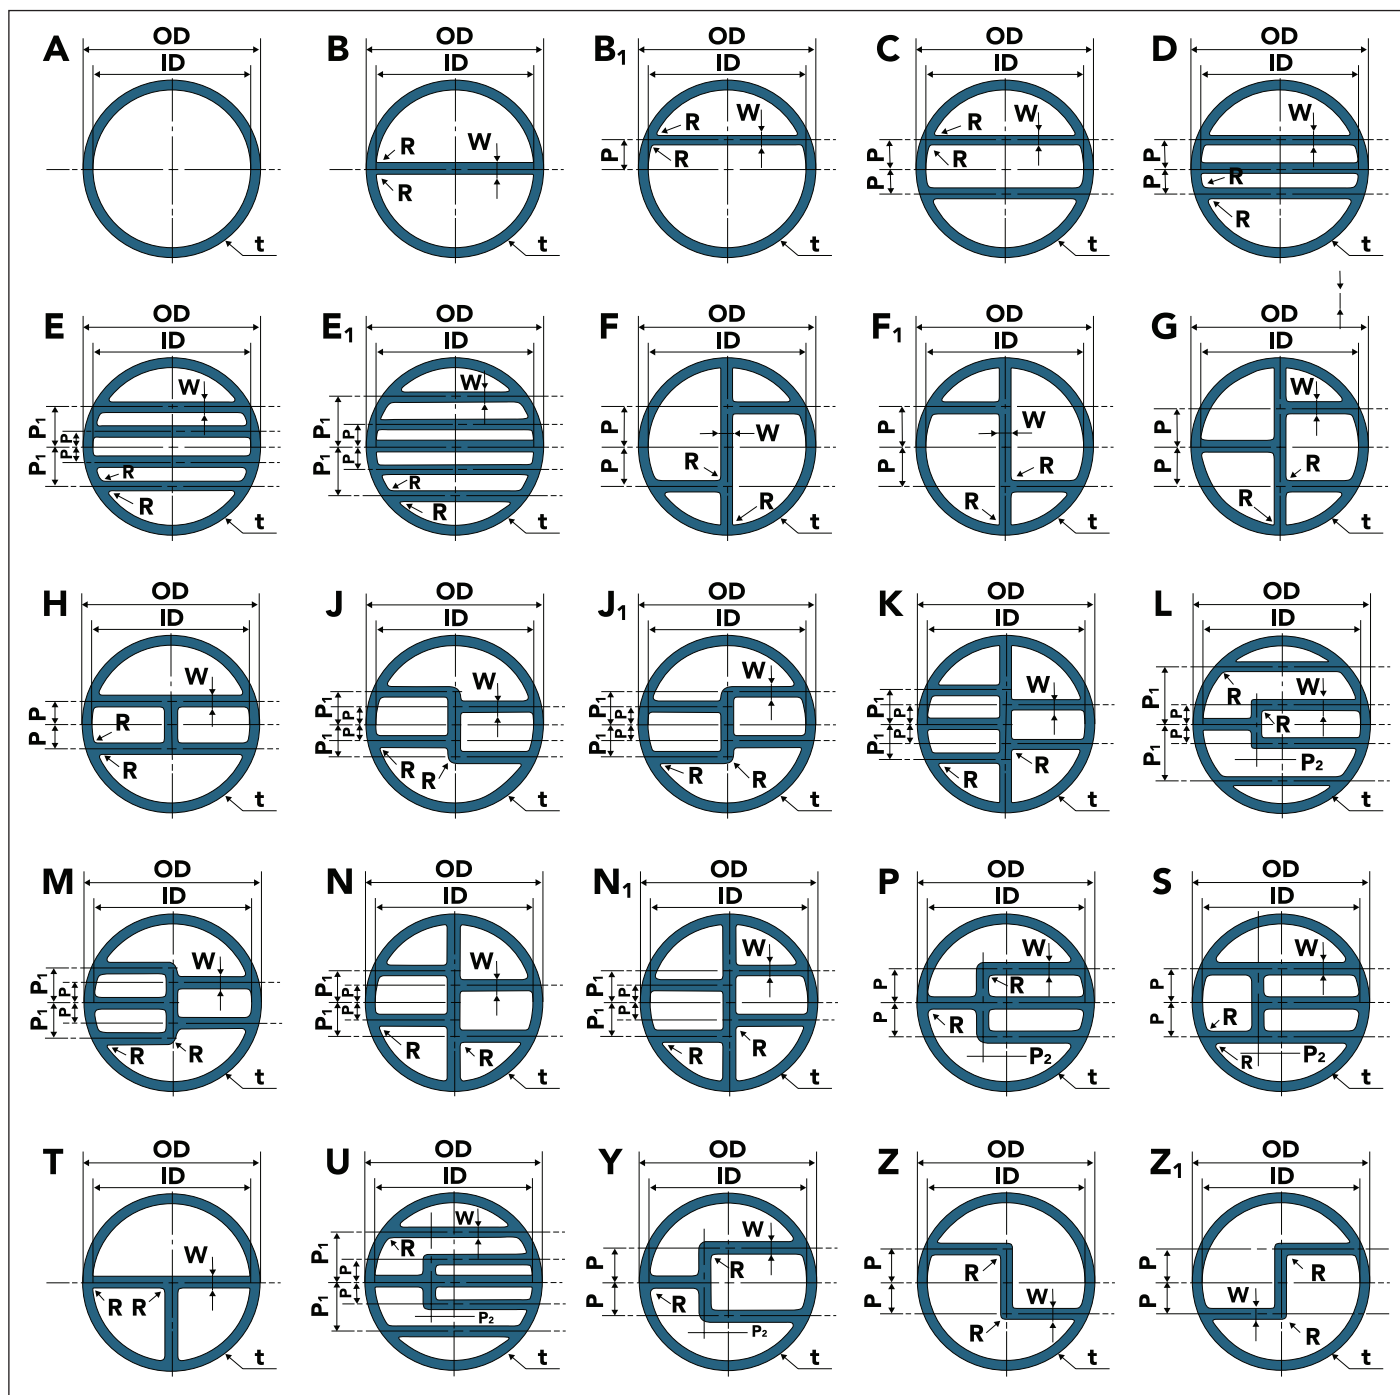 A OD ID t
B OD ID R W R t
B1 OD ID R W P R t
C OD ID R W P R P t
D OD ID W P P R R t
E OD ID W P1 P P P1 R R t
E1 OD ID W P1 P P P1 R R t
F OD ID P W P R R t
F1 OD ID P W P R R t
G OD ID W P P R R t
H OD ID W P R P R t
J OD ID W P1 P P P1 R R t
J1 OD ID W P1 P P P1 R R t
K OD ID W P1 P P P1 R R t
L OD ID P1 R W P R P P1 P2 t
M OD ID W P1 P P P1 R R t
N OD ID W P1 P P P1 R R t
N1 OD ID W P1 P P P1 R R t
P OD ID W P R P R P2 t
S OD ID W P P R R P2 t
T OD ID W R R t
U OD ID W P1 R P P P1 P2 t
Y OD ID W P R P R P2 t
Z OD ID P R P W R t
Z1 OD ID P R P W R t